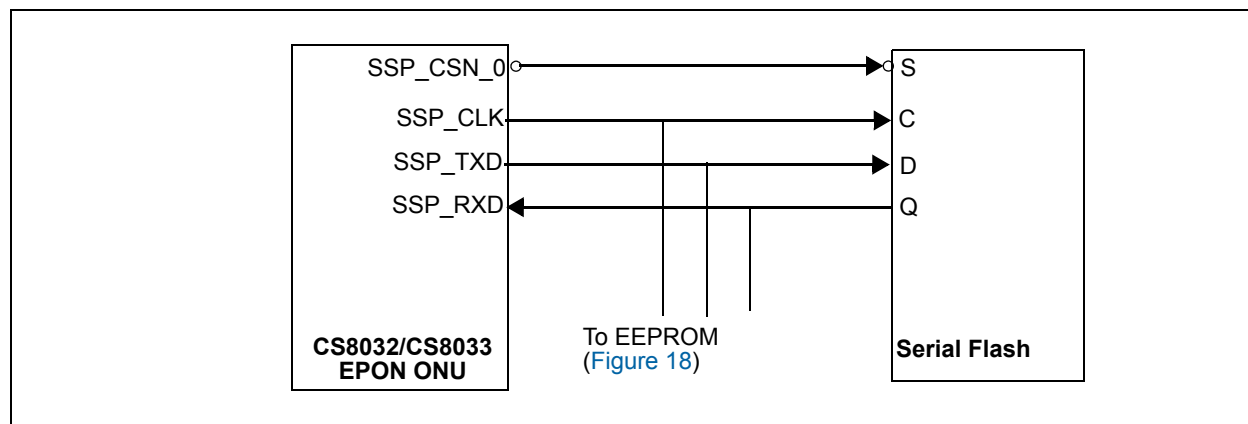 SSP_CSN_0
S
SSP_CLK
C
SSP_TXD
D
SSP_RXD
Q
To EEPROM
(Figure 18)
CS8032/CS8033
EPON ONU
Serial Flash